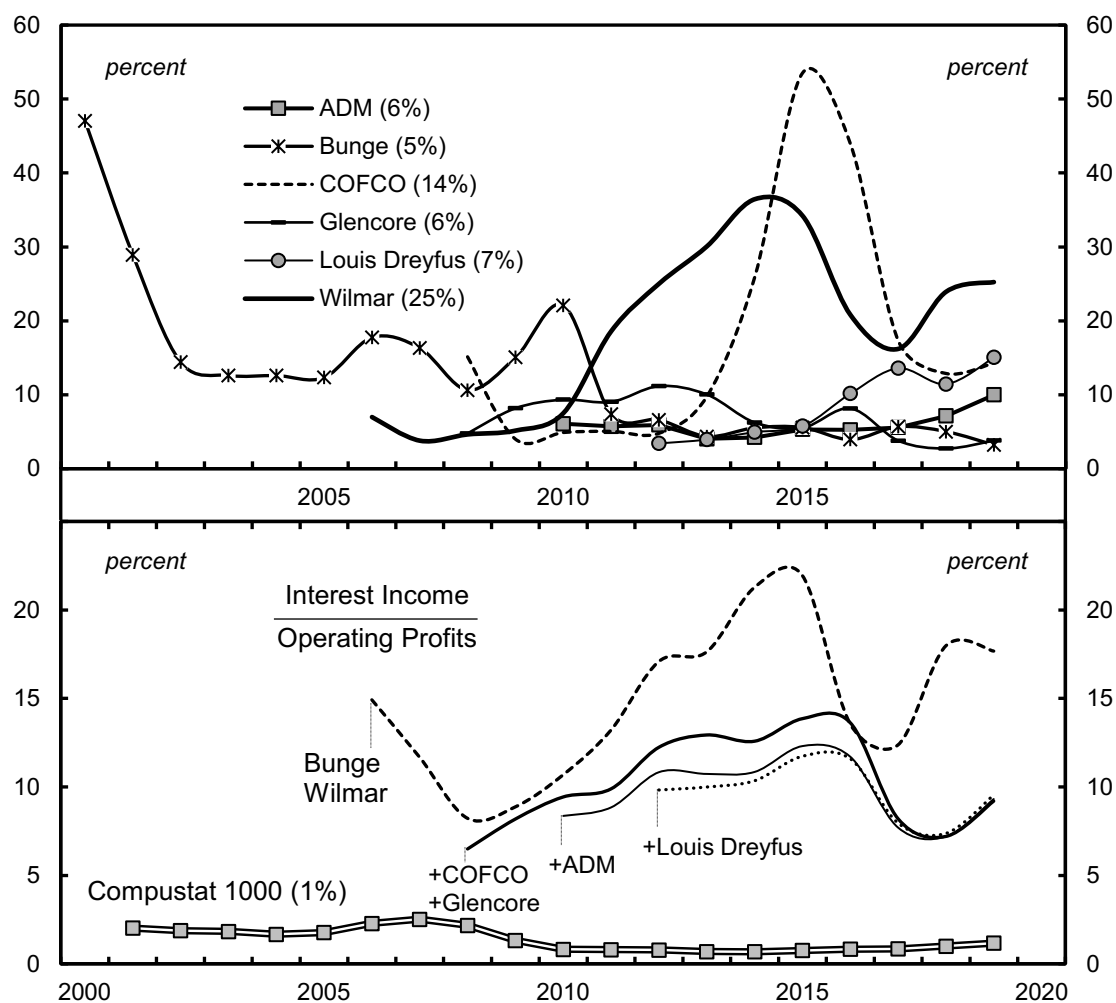 60
60
percent
percent
50
50
ADM (6%)
Bunge (5%)
40
40
COFCO (14%)
Glencore (6%)
30
30
Louis Dreyfus (7%)
Wilmar (25%)
20
20
10
10
0
0
2005
2010
2015
percent
percent
20
20
Interest Income
Operating Profits
15
15
Bunge
Wilmar
10
10
+Louis Dreyfus
+ADM
+COFCO
+Glencore
5
5
Compustat 1000 (1%)
0
0
2000
2005
2010
2015
2020